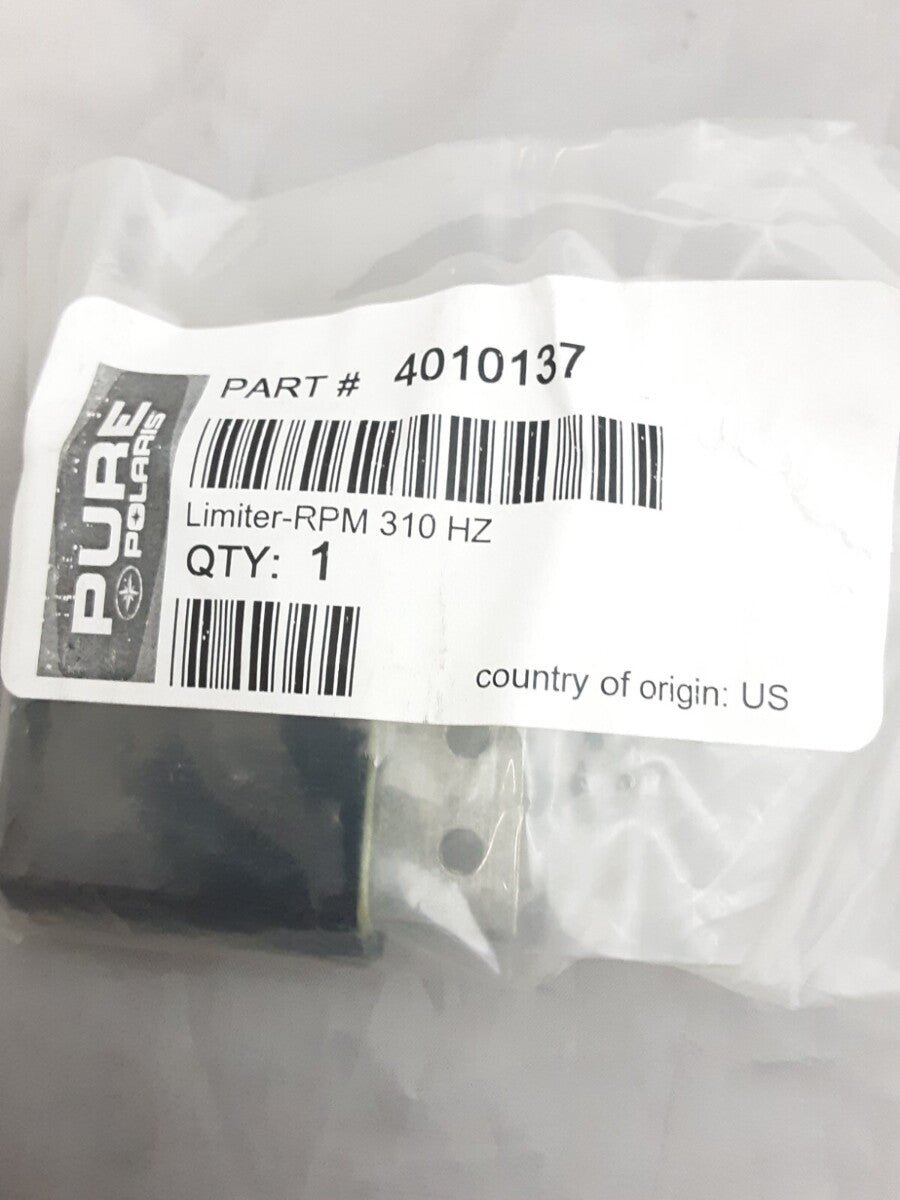 PART # 4010137
PURE
POLARIS
Limiter-RPM 310 HZ
QTY: 1
country of origin: US